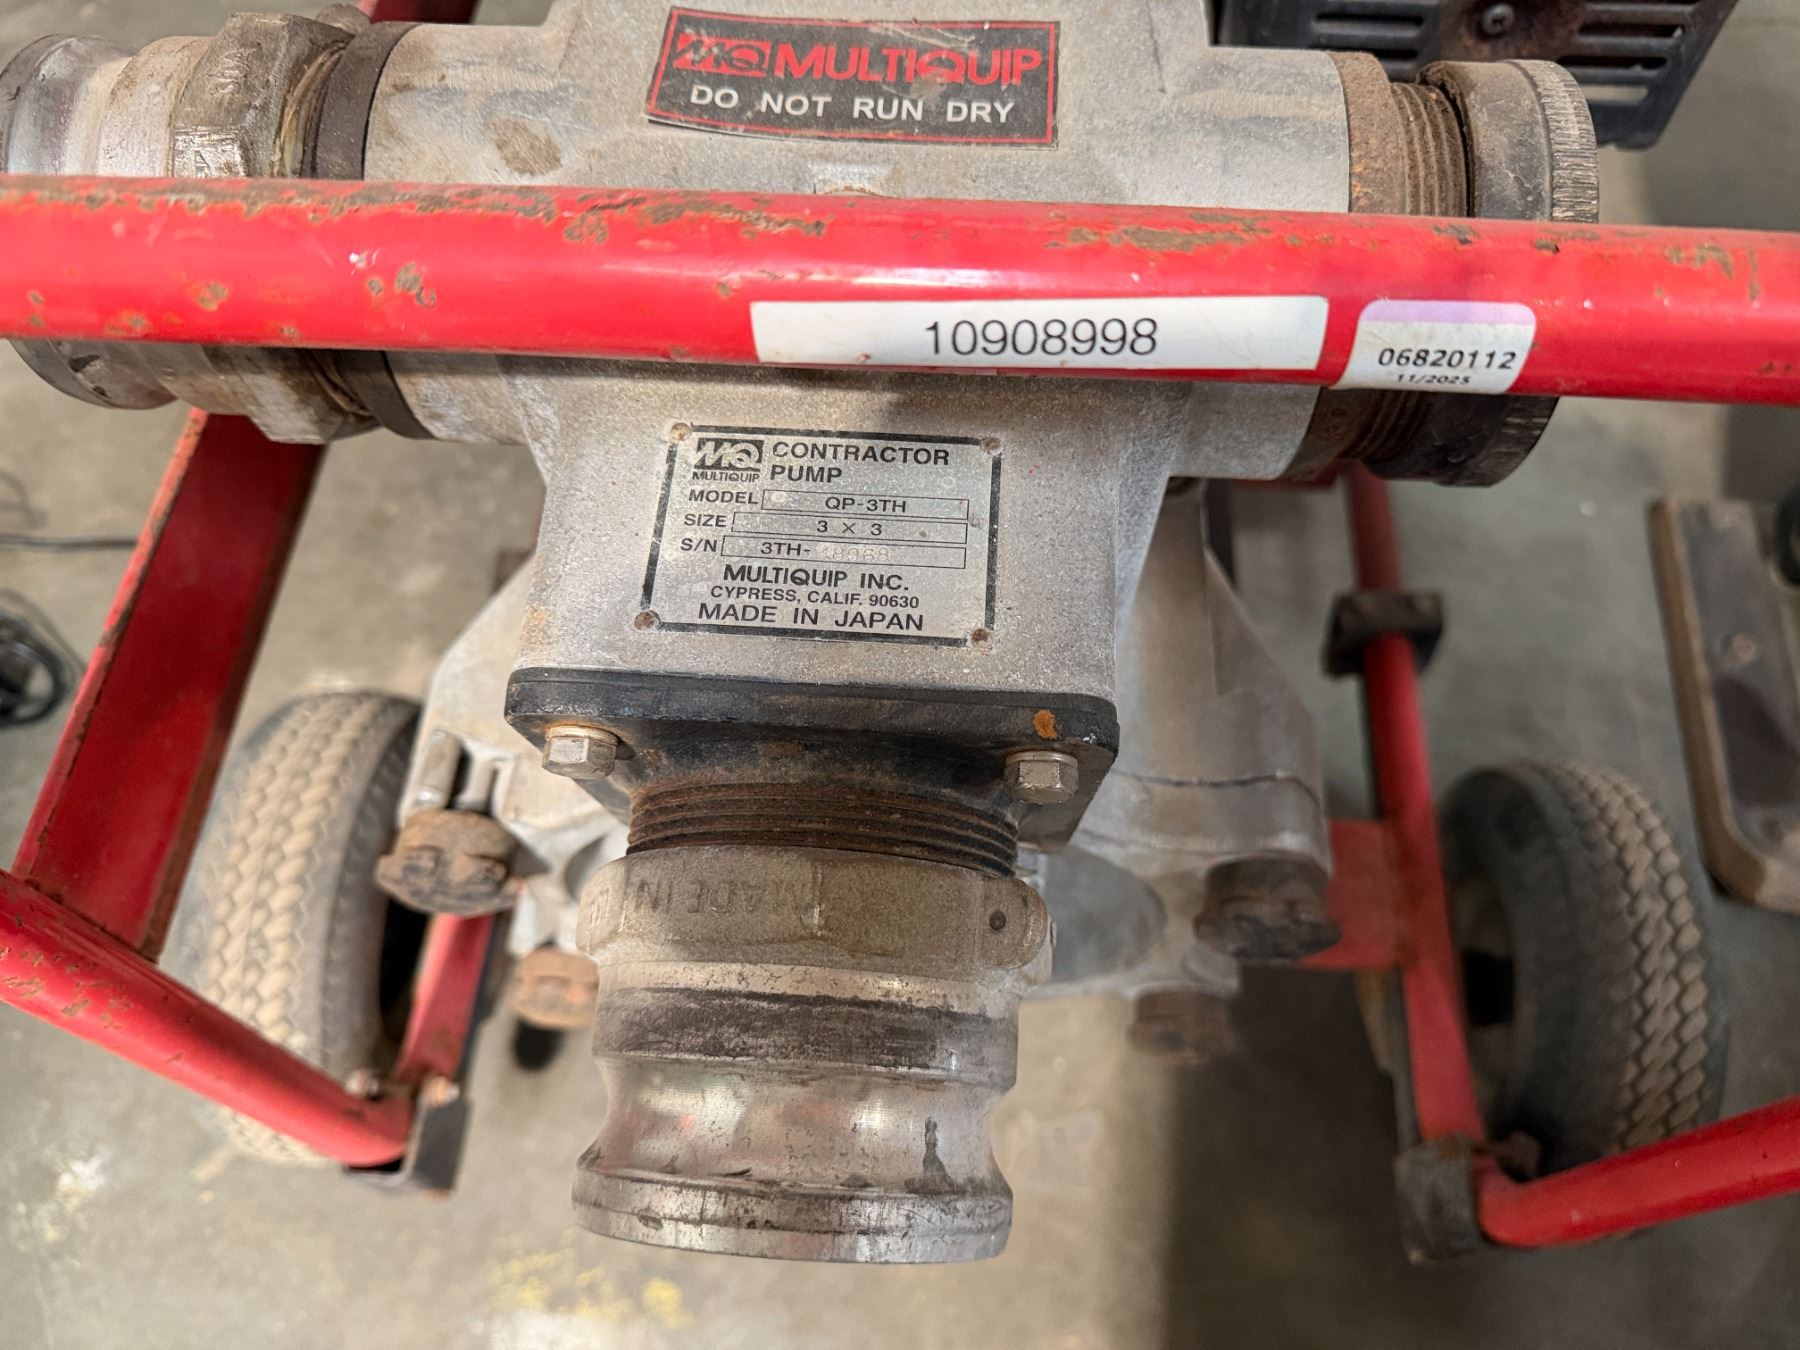 MQ MULTIQUIP
DO NOT RUN DRY
10908998
06820112
11/2025
MQ CONTRACTOR
MULTIQUIP PUMP
MODEL QP-3TH
SIZE 3 × 3
S/N 3TH-18968
MULTIQUIP INC.
CYPRESS, CALIF. 90630
MADE IN JAPAN
MADE IN